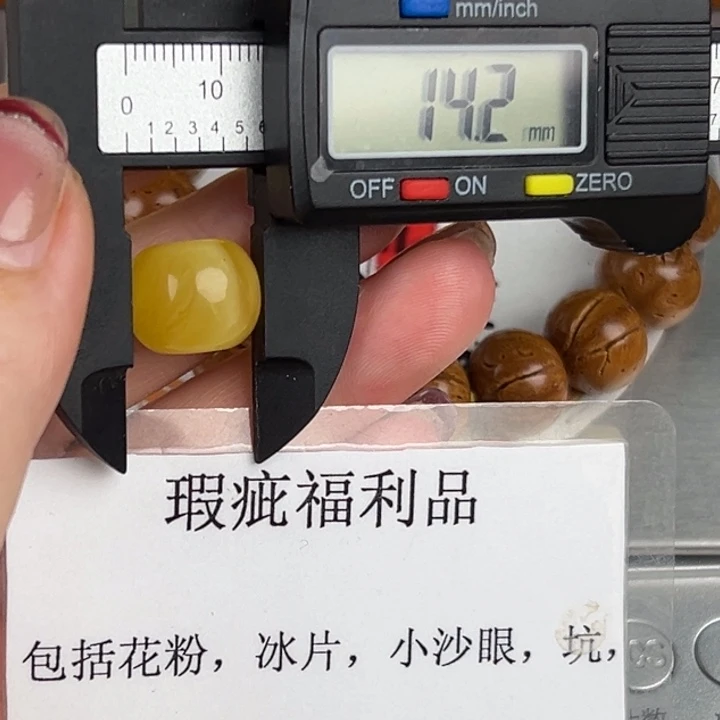 mm/inch
0 10
1 2 3 4 5 6
14.2 mm
OFF ON ZERO
瑕疵福利品
包括花粉，冰片，小沙眼，坑，